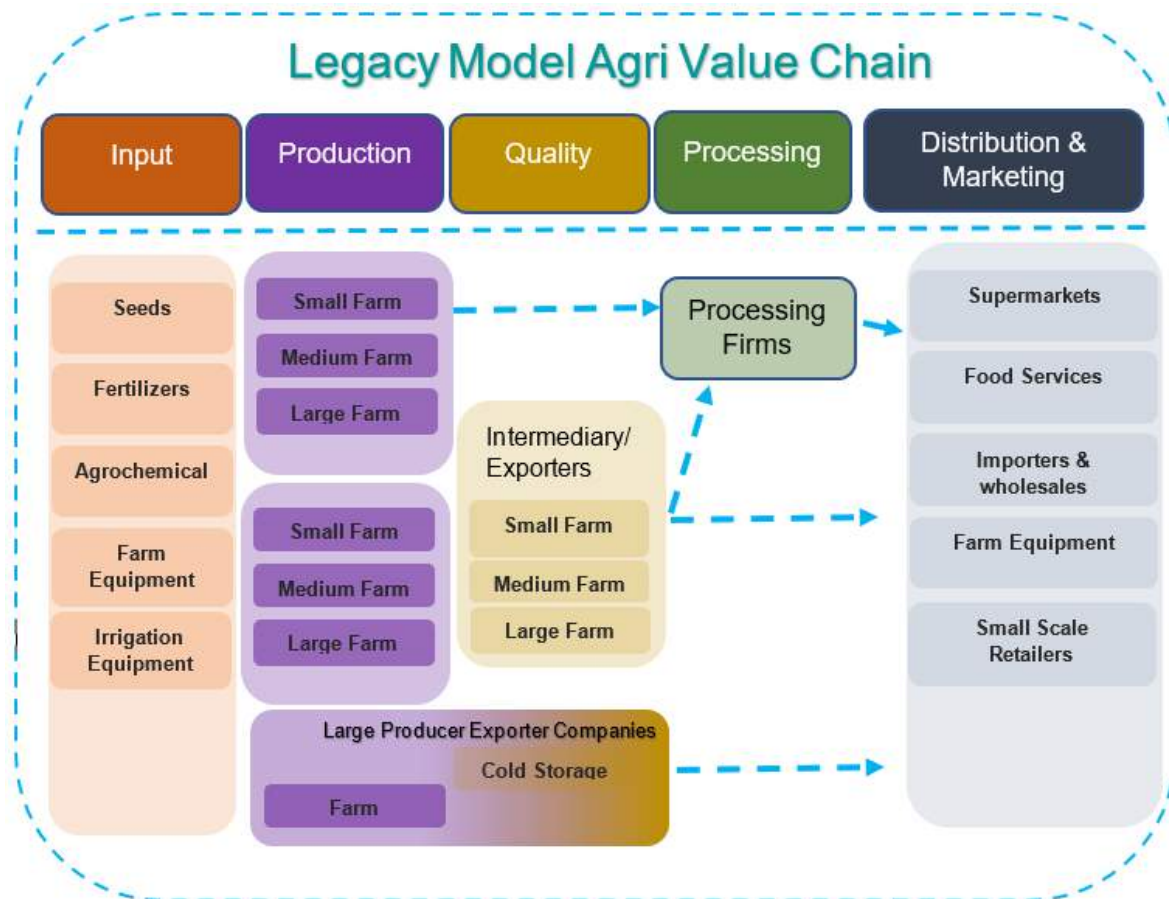 Legacy Model Agri Value Chain
Input
Production
Quality
Processing
Distribution &
Marketing
Seeds
Fertilizers
Agrochemical
Farm
Equipment
Irrigation
Equipment
Small Farm
Medium Farm
Large Farm
Small Farm
Medium Farm
Large Farm
Intermediary/
Exporters
Small Farm
Medium Farm
Large Farm
Large Producer Exporter Companies
Cold Storage
Farm
Processing
Firms
Supermarkets
Food Services
Importers &
wholesales
Farm Equipment
Small Scale
Retailers